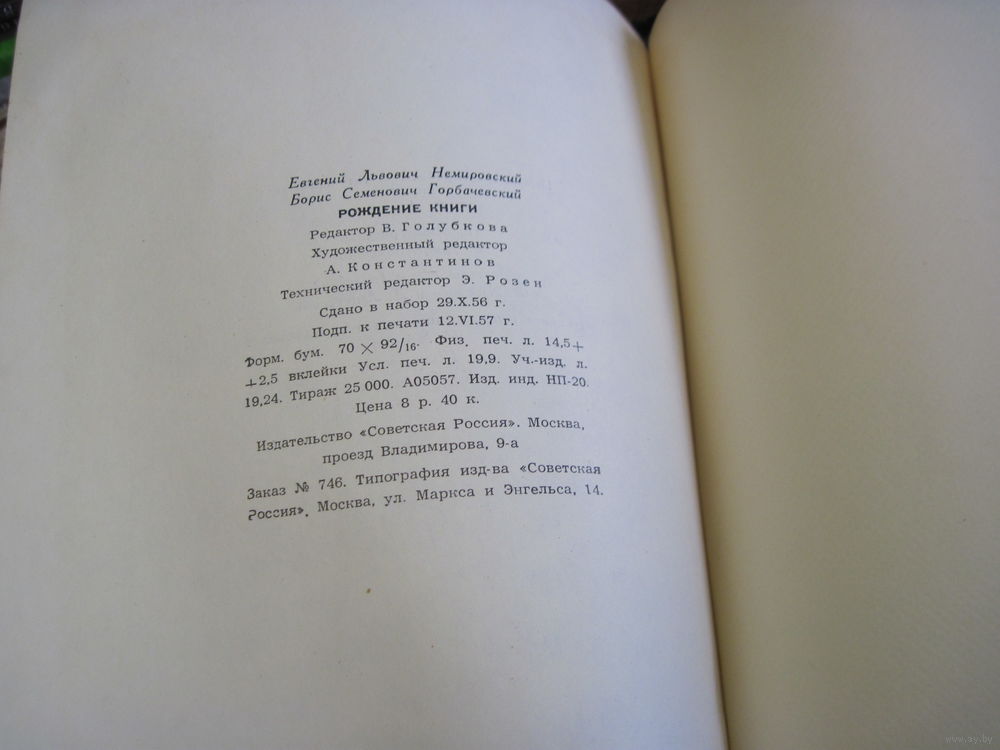 Евгений Львович Немировский
Борис Семенович Горбачевский
РОЖДЕНИЕ КНИГИ
Редактор В. Голубкова
Художественный редактор
А. Константинов
Технический редактор Э. Розен
Сдано в набор 29.X.56 г.
Подп. к печати 12.VI.57 г.
Форм. бум. 70 × 92/16. Физ. печ. л. 14,5+
+2,5 вклейки Усл. печ. л. 19,9. Уч.-изд. л.
19,24. Тираж 25 000. А05057. Изд. инд. НП-20.
Цена 8 р. 40 к.
Издательство «Советская Россия». Москва,
проезд Владимирова, 9-а
Заказ № 746. Типография изд-ва «Советская
Россия». Москва, ул. Маркса и Энгельса, 14.
www.ay.by